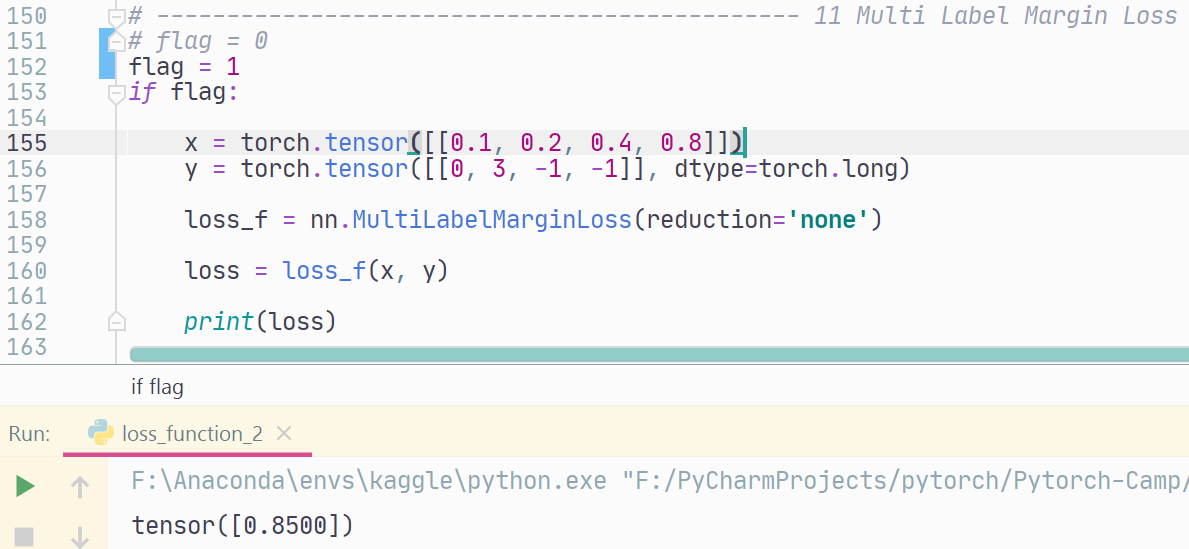 150 # ---------------------------------------------- 11 Multi Label Margin Loss
151 # flag = 0
152 flag = 1
153 if flag:
154
155     x = torch.tensor([[0.1, 0.2, 0.4, 0.8]])
156     y = torch.tensor([[0, 3, -1, -1]], dtype=torch.long)
157
158     loss_f = nn.MultiLabelMarginLoss(reduction='none')
159
160     loss = loss_f(x, y)
161
162     print(loss)
163
if flag
Run: loss_function_2
F:\Anaconda\envs\kaggle\python.exe "F:/PyCharmProjects/pytorch/Pytorch-Camp/
tensor([0.8500])